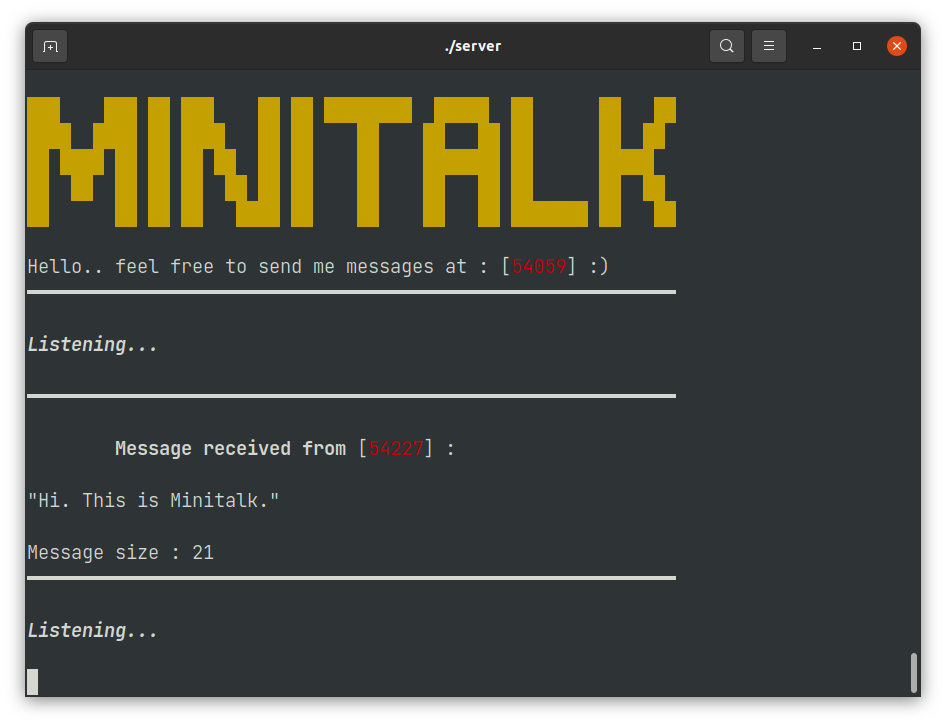 ./server
MINITALK
Hello.. feel free to send me messages at : [54059] :)
Listening...
Message received from [54227] :
"Hi. This is Minitalk."
Message size : 21
Listening...